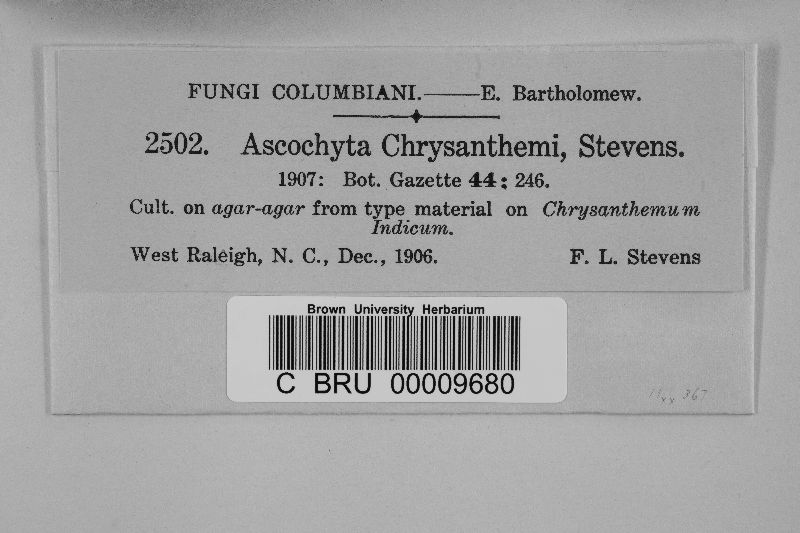 FUNGI COLUMBIANI.——E. Bartholomew.
2502. Ascochyta Chrysanthemi, Stevens.
1907: Bot. Gazette 44: 246.
Cult. on agar-agar from type material on Chrysanthemum
Indicum.
West Raleigh, N. C., Dec., 1906. F. L. Stevens
Brown University Herbarium
C BRU 00009680